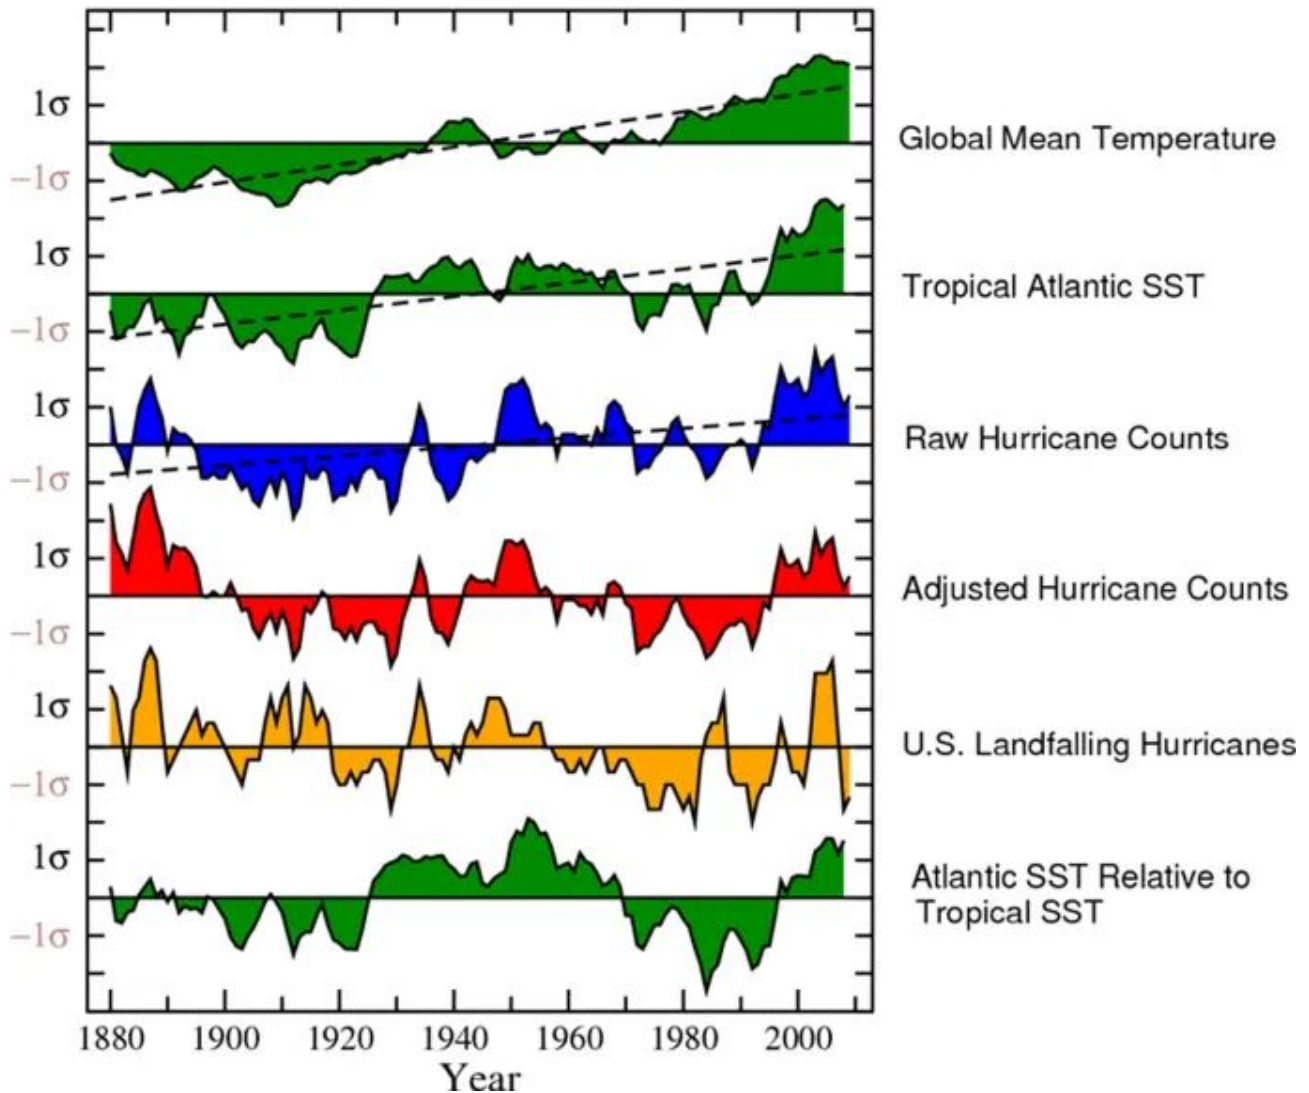 1σ
Global Mean Temperature
−1σ
1σ
Tropical Atlantic SST
−1σ
1σ
Raw Hurricane Counts
−1σ
1σ
Adjusted Hurricane Counts
−1σ
1σ
U.S. Landfalling Hurricanes
−1σ
1σ
Atlantic SST Relative to
Tropical SST
−1σ
1880 1900 1920 1940 1960 1980 2000
Year